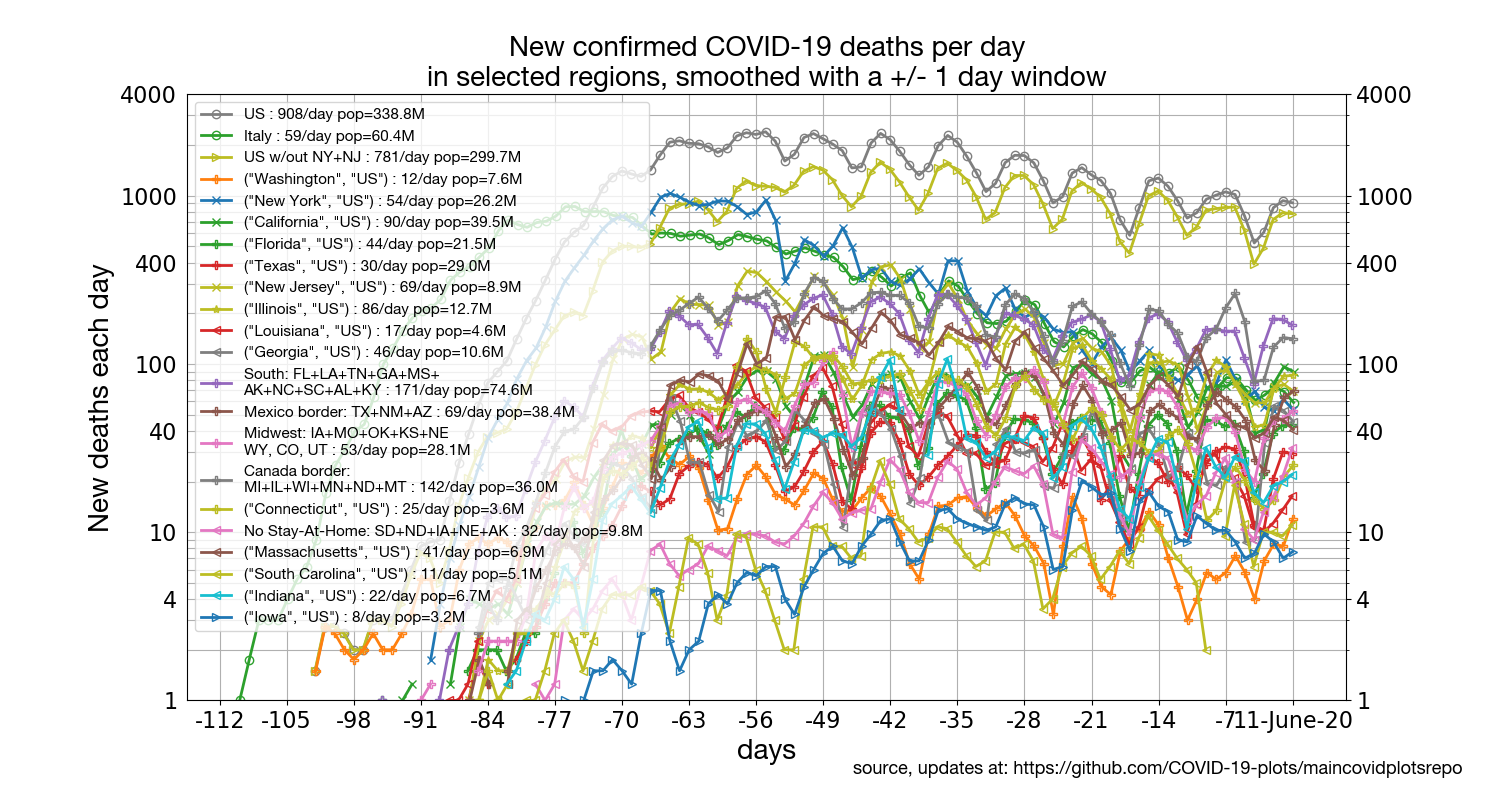 New confirmed COVID-19 deaths per day
in selected regions, smoothed with a +/- 1 day window
4000
1000
400
100
40
10
4
1
New deaths each day
US : 908/day pop=338.8M
Italy : 59/day pop=60.4M
US w/out NY+NJ : 781/day pop=299.7M
("Washington", "US") : 12/day pop=7.6M
("New York", "US") : 54/day pop=26.2M
("California", "US") : 90/day pop=39.5M
("Florida", "US") : 44/day pop=21.5M
("Texas", "US") : 30/day pop=29.0M
("New Jersey", "US") : 69/day pop=8.9M
("Illinois", "US") : 86/day pop=12.7M
("Louisiana", "US") : 17/day pop=4.6M
("Georgia", "US") : 46/day pop=10.6M
South: FL+LA+TN+GA+MS+
AK+NC+SC+AL+KY : 171/day pop=74.6M
Mexico border: TX+NM+AZ : 69/day pop=38.4M
Midwest: IA+MO+OK+KS+NE
WY, CO, UT : 53/day pop=28.1M
Canada border:
MI+IL+WI+MN+ND+MT : 142/day pop=36.0M
("Connecticut", "US") : 25/day pop=3.6M
No Stay-At-Home: SD+ND+IA+NE+AK : 32/day pop=9.8M
("Massachusetts", "US") : 41/day pop=6.9M
("South Carolina", "US") : 11/day pop=5.1M
("Indiana", "US") : 22/day pop=6.7M
("Iowa", "US") : 8/day pop=3.2M
4000
1000
400
100
40
10
4
1
-112 -105 -98 -91 -84 -77 -70 -63 -56 -49 -42 -35 -28 -21 -14 -7 11-June-20
days
source, updates at: https://github.com/COVID-19-plots/maincovidplotsrepo